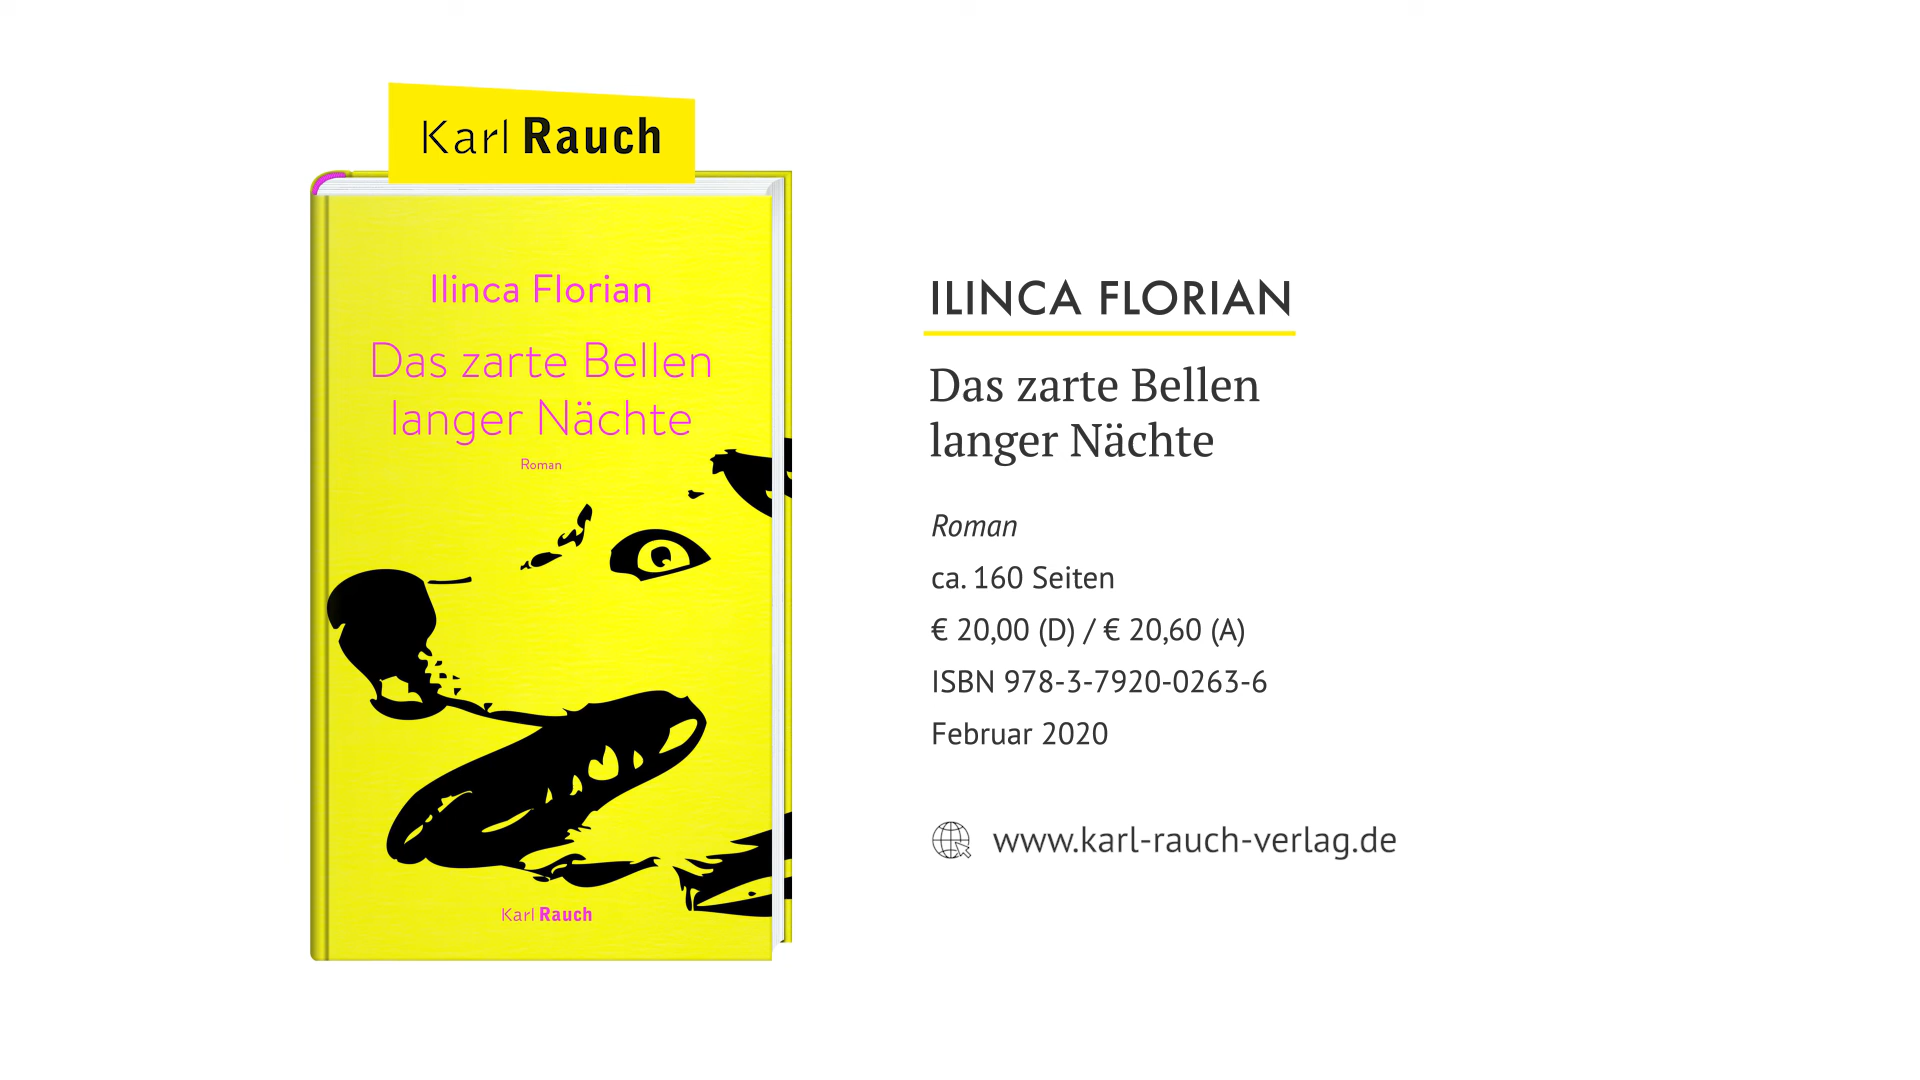 Karl Rauch
Ilinca Florian
Das zarte Bellen
langer Nächte
Roman
Karl Rauch
ILINCA FLORIAN
Das zarte Bellen
langer Nächte
Roman
ca. 160 Seiten
€ 20,00 (D) / € 20,60 (A)
ISBN 978-3-7920-0263-6
Februar 2020
www.karl-rauch-verlag.de